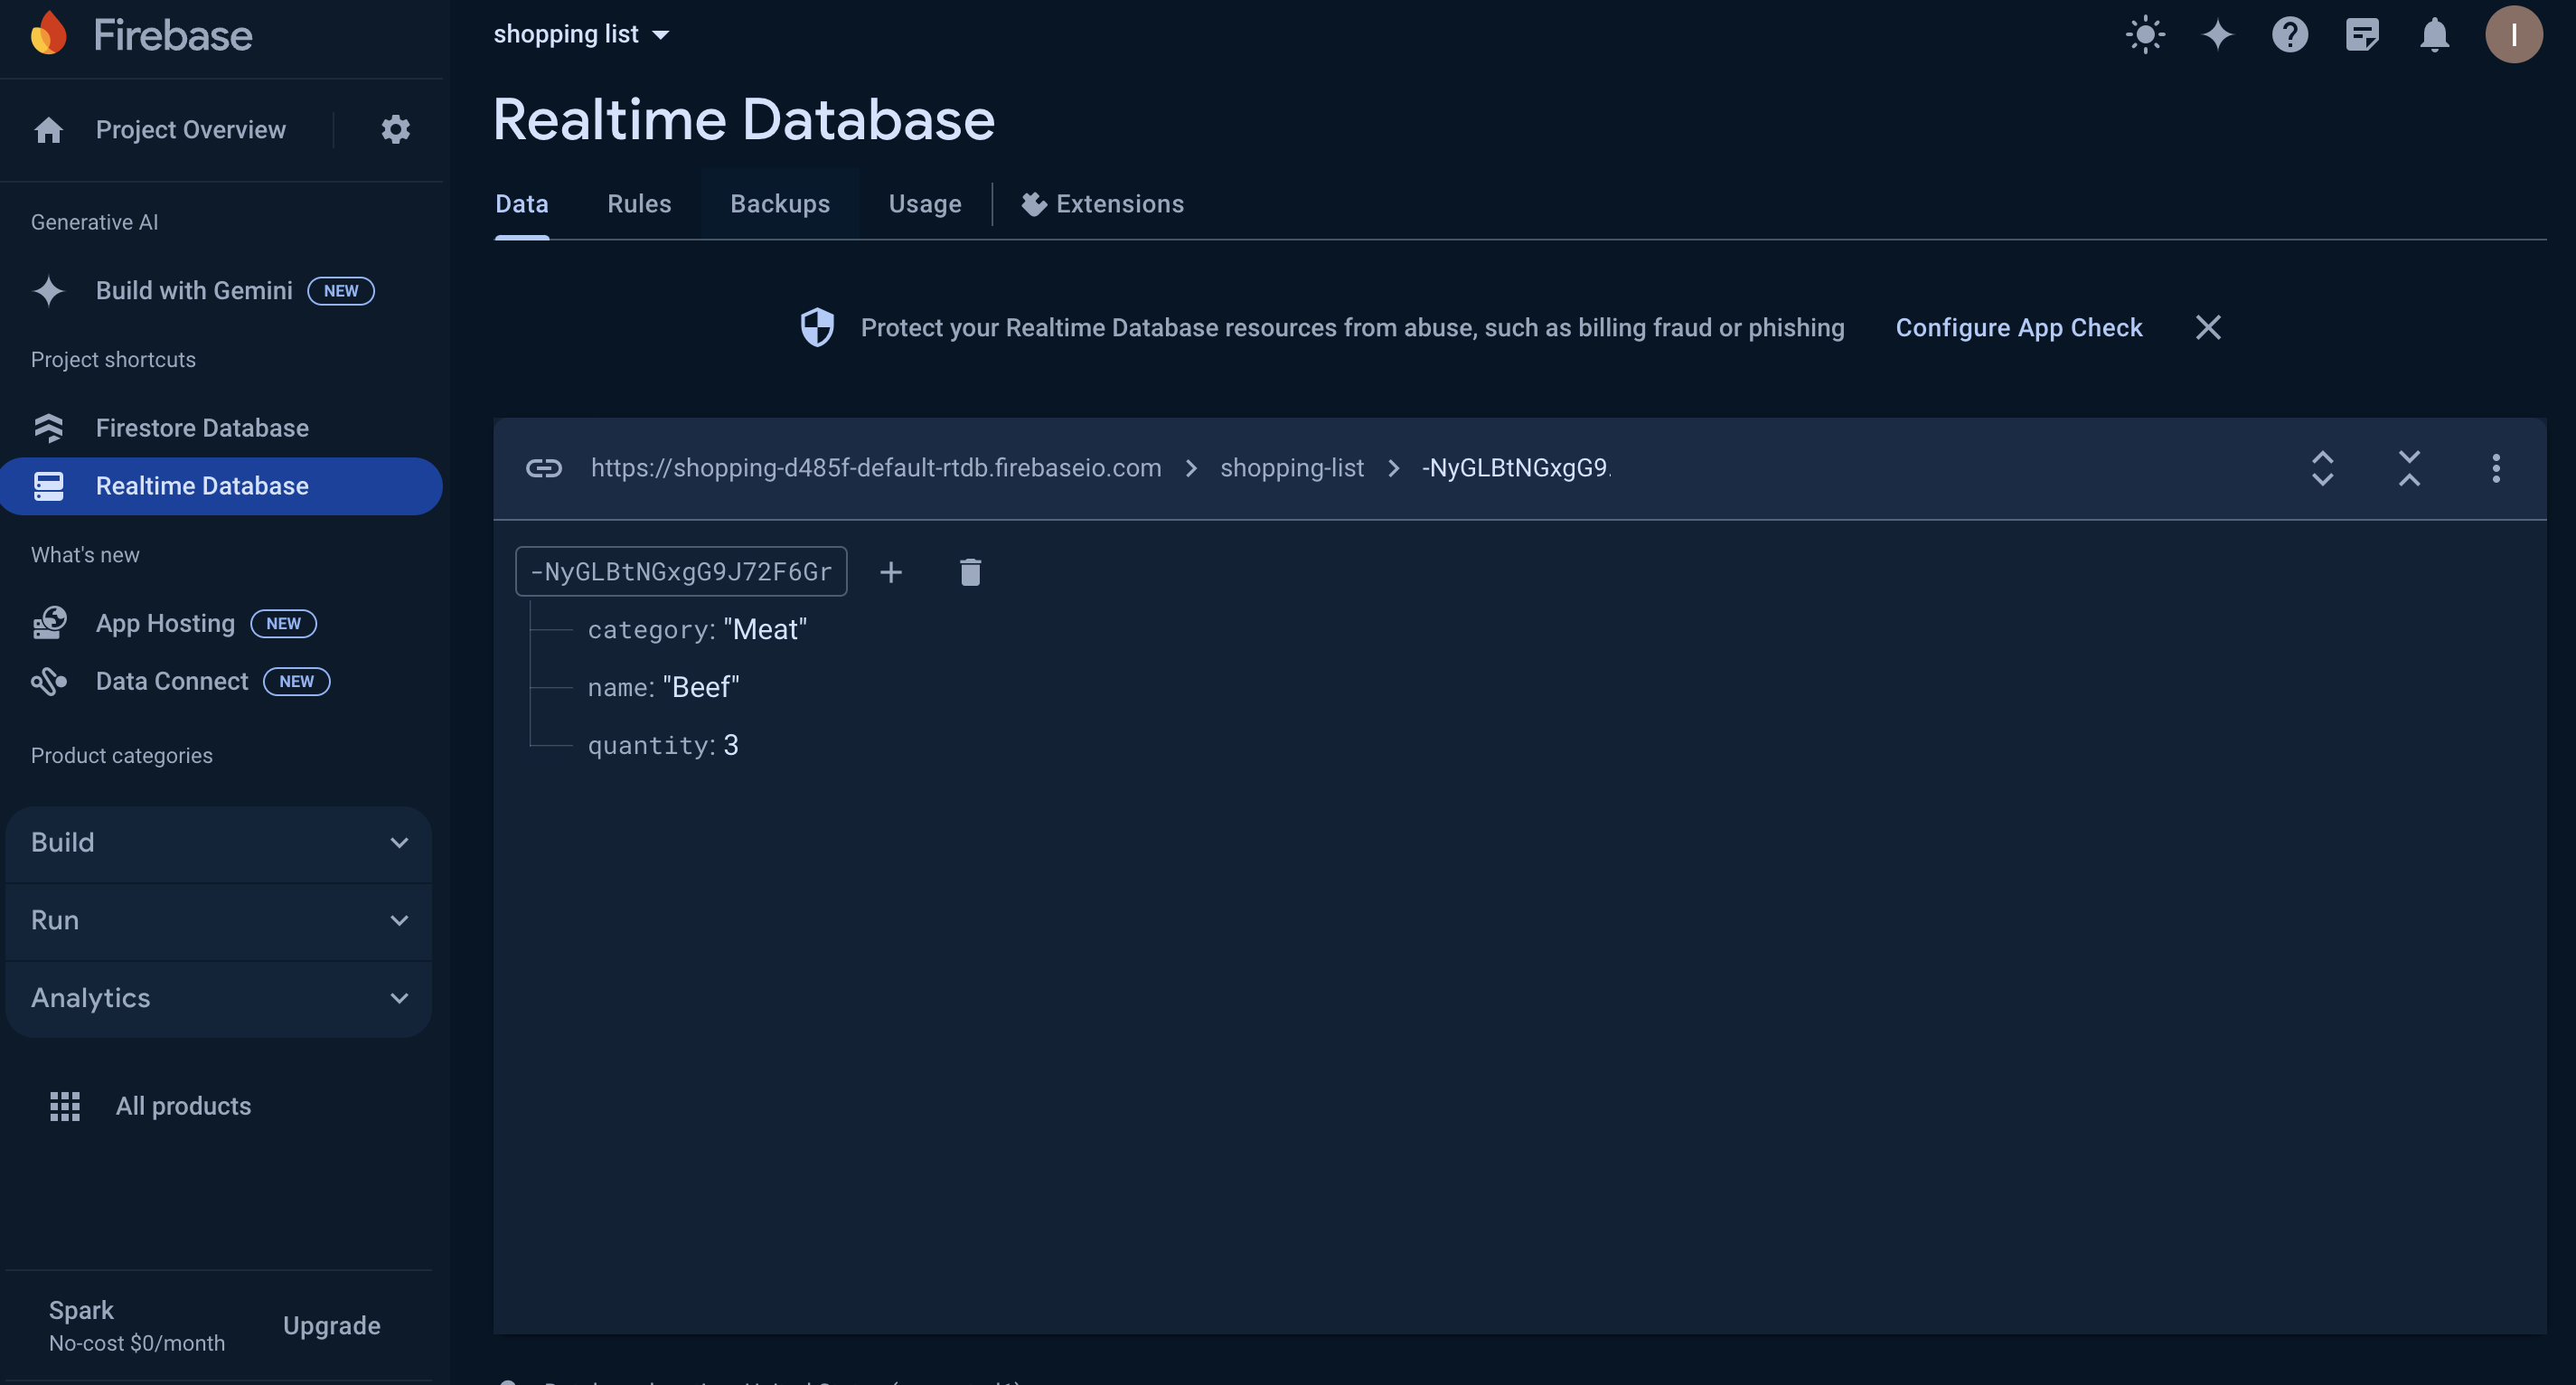 Firebase
Project Overview
Generative AI
Build with Gemini NEW
Project shortcuts
Firestore Database
Realtime Database
What's new
App Hosting NEW
Data Connect NEW
Product categories
Build
Run
Analytics
All products
Spark
No-cost $0/month
Upgrade
shopping list
I
Realtime Database
Data Rules Backups Usage Extensions
Protect your Realtime Database resources from abuse, such as billing fraud or phishing Configure App Check
https://shopping-d485f-default-rtdb.firebaseio.com shopping-list -NyGLBtNGxgG9.
-NyGLBtNGxgG9J72F6Gr
category: "Meat"
name: "Beef"
quantity: 3